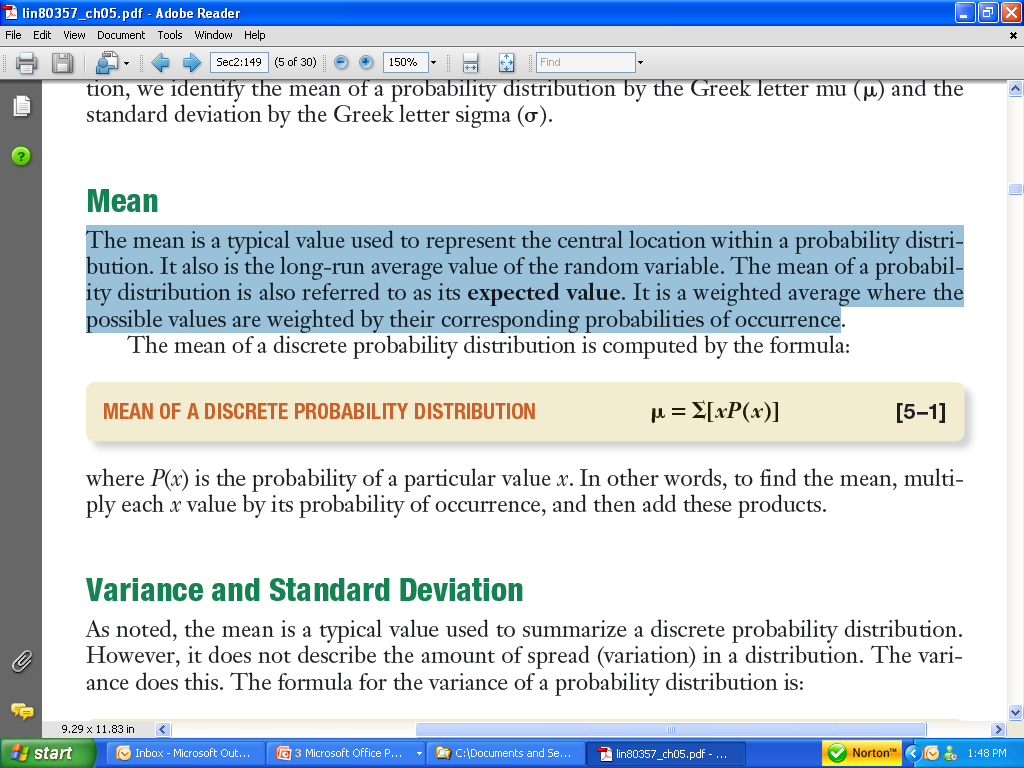 lin80357_ch05.pdf - Adobe Reader
File Edit View Document Tools Window Help
Sec2:149 (5 of 30) 150% Find
tion, we identify the mean of a probability distribution by the Greek letter mu (μ) and the
standard deviation by the Greek letter sigma (σ).
Mean
The mean is a typical value used to represent the central location within a probability distri-
bution. It also is the long-run average value of the random variable. The mean of a probabil-
ity distribution is also referred to as its expected value. It is a weighted average where the
possible values are weighted by their corresponding probabilities of occurrence.
The mean of a discrete probability distribution is computed by the formula:
MEAN OF A DISCRETE PROBABILITY DISTRIBUTION μ = Σ[xP(x)] [5–1]
where P(x) is the probability of a particular value x. In other words, to find the mean, multi-
ply each x value by its probability of occurrence, and then add these products.
Variance and Standard Deviation
As noted, the mean is a typical value used to summarize a discrete probability distribution.
However, it does not describe the amount of spread (variation) in a distribution. The vari-
ance does this. The formula for the variance of a probability distribution is:
9.29 x 11.83 in
start Inbox - Microsoft Out... 3 Microsoft Office P... C:\Documents and Se... lin80357_ch05.pdf - ... Norton™ 1:48 PM